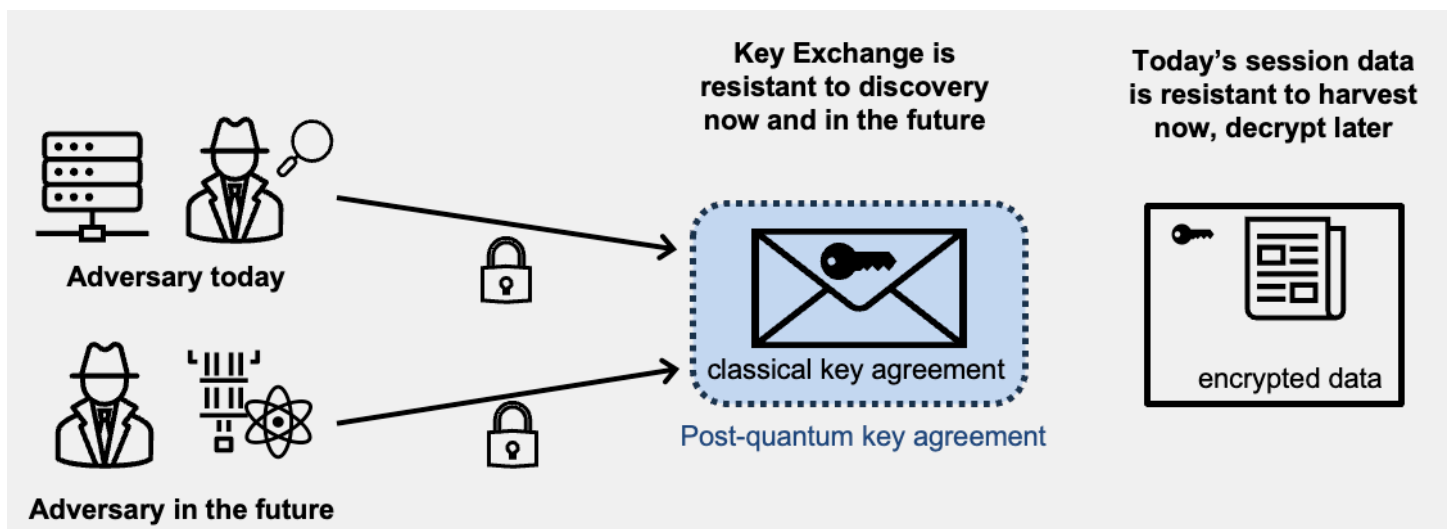 Key Exchange is
resistant to discovery
now and in the future
Today’s session data
is resistant to harvest
now, decrypt later
Adversary today
classical key agreement
encrypted data
Post-quantum key agreement
Adversary in the future